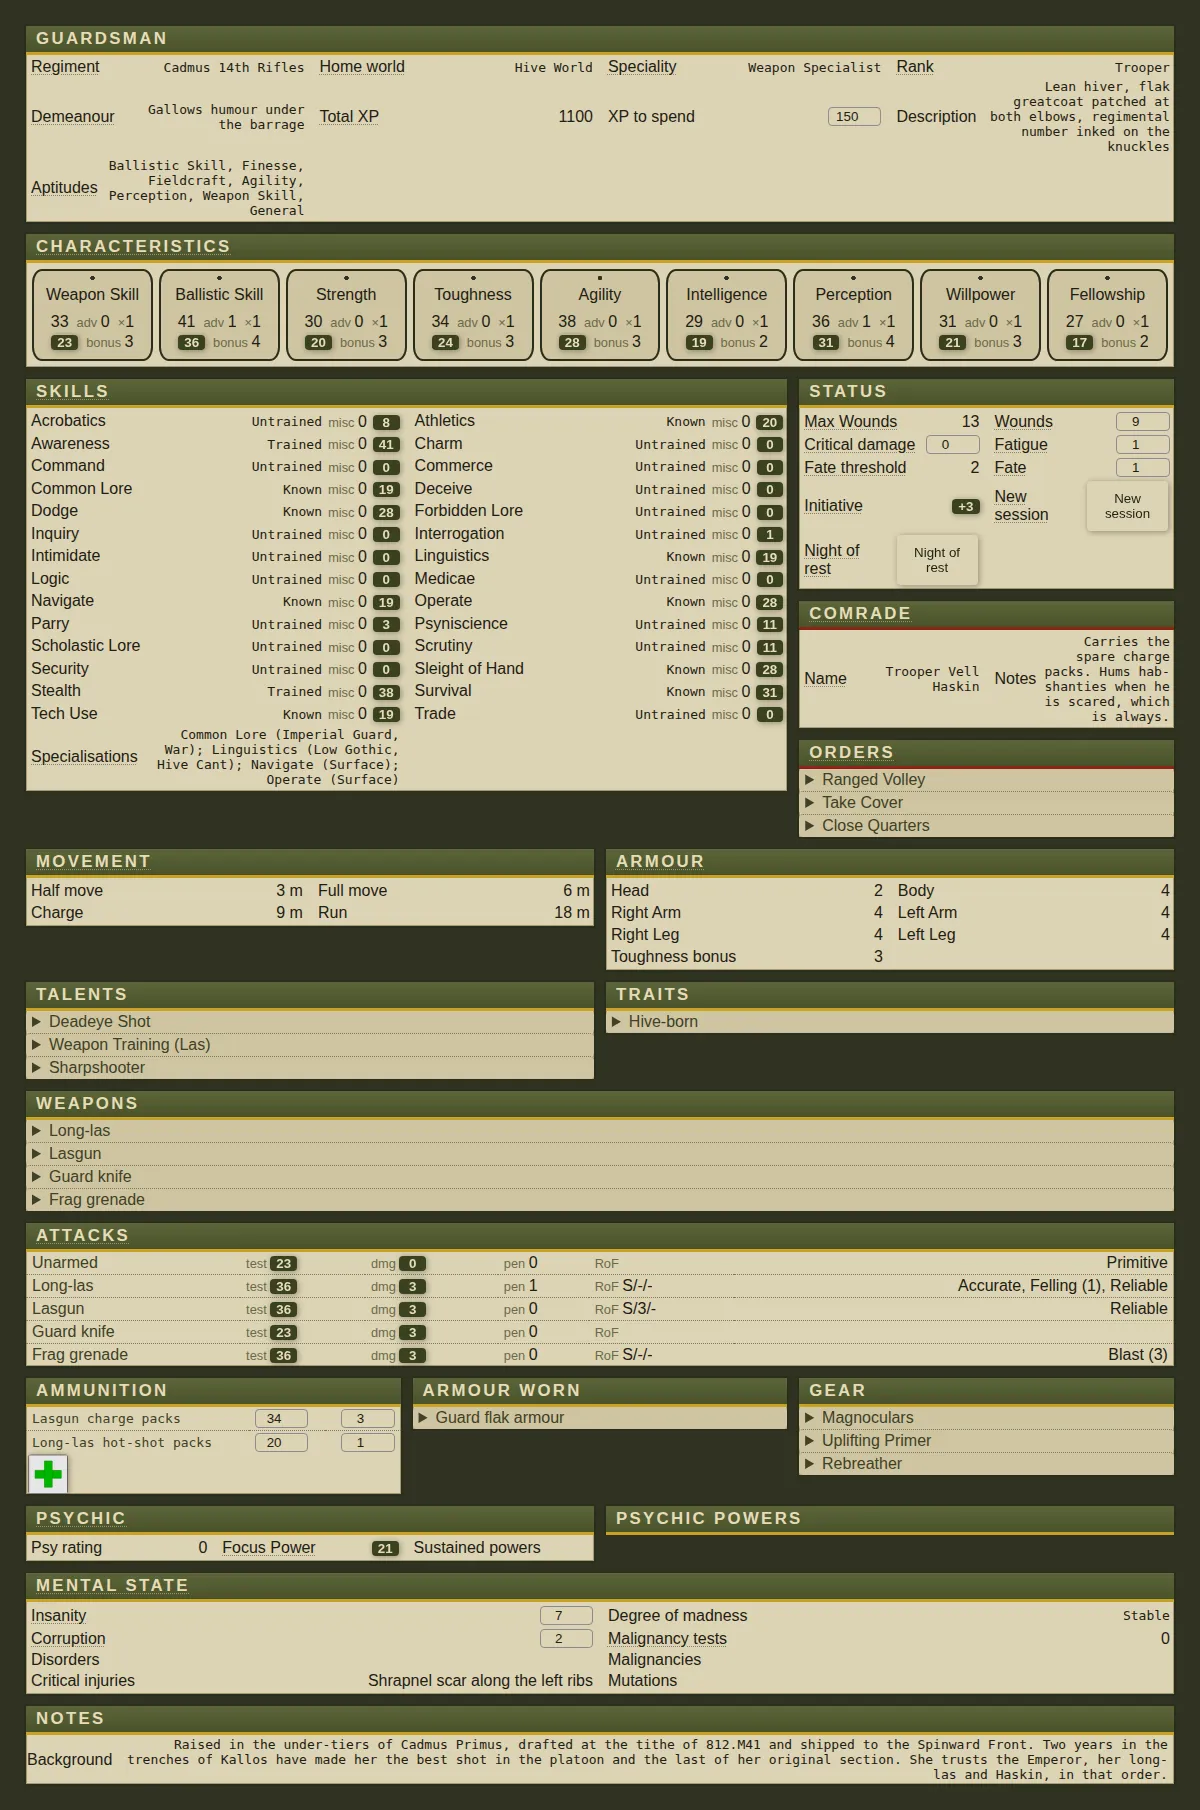 GUARDSMAN
Regiment Cadmus 14th Rifles Home world Hive World Speciality Weapon Specialist Rank Trooper
Demeanour Gallows humour under the barrage Total XP 1100 XP to spend 150 Description Lean hiver, flak greatcoat patched at both elbows, regimental number inked on the knuckles
Aptitudes Ballistic Skill, Finesse, Fieldcraft, Agility, Perception, Weapon Skill, General
CHARACTERISTICS
Weapon Skill Ballistic Skill Strength Toughness Agility Intelligence Perception Willpower Fellowship
33 adv 0 ×1 41 adv 1 ×1 30 adv 0 ×1 34 adv 0 ×1 38 adv 0 ×1 29 adv 0 ×1 36 adv 1 ×1 31 adv 0 ×1 27 adv 0 ×1
23 bonus 3 36 bonus 4 20 bonus 3 24 bonus 3 28 bonus 3 19 bonus 2 31 bonus 4 21 bonus 3 17 bonus 2
SKILLS
Acrobatics Untrained misc 0 8 Athletics Known misc 0 20
Awareness Trained misc 0 41 Charm Untrained misc 0 0
Command Untrained misc 0 0 Commerce Untrained misc 0 0
Common Lore Known misc 0 19 Deceive Untrained misc 0 0
Dodge Known misc 0 28 Forbidden Lore Untrained misc 0 0
Inquiry Untrained misc 0 0 Interrogation Untrained misc 0 1
Intimidate Untrained misc 0 0 Linguistics Known misc 0 19
Logic Untrained misc 0 0 Medicae Untrained misc 0 0
Navigate Known misc 0 19 Operate Known misc 0 28
Parry Untrained misc 0 3 Psyniscience Untrained misc 0 11
Scholastic Lore Untrained misc 0 0 Scrutiny Untrained misc 0 11
Security Untrained misc 0 0 Sleight of Hand Known misc 0 28
Stealth Trained misc 0 38 Survival Known misc 0 31
Tech Use Known misc 0 19 Trade Untrained misc 0 0
Specialisations Common Lore (Imperial Guard, War); Linguistics (Low Gothic, Hive Cant); Navigate (Surface); Operate (Surface)
STATUS
Max Wounds 13 Wounds 9
Critical damage 0 Fatigue 1
Fate threshold 2 Fate 1
Initiative +3 New session New session
Night of rest Night of rest
COMRADE
Name Trooper Vell Haskin Notes Carries the spare charge packs. Hums hab-shanties when he is scared, which is always.
ORDERS
Ranged Volley
Take Cover
Close Quarters
MOVEMENT
Half move 3 m Full move 6 m
Charge 9 m Run 18 m
ARMOUR
Head 2 Body 4
Right Arm 4 Left Arm 4
Right Leg 4 Left Leg 4
Toughness bonus 3
TALENTS
Deadeye Shot
Weapon Training (Las)
Sharpshooter
TRAITS
Hive-born
WEAPONS
Long-las
Lasgun
Guard knife
Frag grenade
ATTACKS
Unarmed test 23 dmg 0 pen 0 RoF Primitive
Long-las test 36 dmg 3 pen 1 RoF S/-/- Accurate, Felling (1), Reliable
Lasgun test 36 dmg 3 pen 0 RoF S/3/- Reliable
Guard knife test 23 dmg 3 pen 0 RoF
Frag grenade test 36 dmg 3 pen 0 RoF S/-/- Blast (3)
AMMUNITION
Lasgun charge packs 34 3
Long-las hot-shot packs 20 1
ARMOUR WORN
Guard flak armour
GEAR
Magnoculars
Uplifting Primer
Rebreather
PSYCHIC
Psy rating 0 Focus Power 21 Sustained powers
PSYCHIC POWERS
MENTAL STATE
Insanity 7 Degree of madness Stable
Corruption 2 Malignancy tests 0
Disorders Malignancies
Critical injuries Shrapnel scar along the left ribs Mutations
NOTES
Background Raised in the under-tiers of Cadmus Primus, drafted at the tithe of 812.M41 and shipped to the Spinward Front. Two years in the
trenches of Kallos have made her the best shot in the platoon and the last of her original section. She trusts the Emperor, her long-
las and Haskin, in that order.